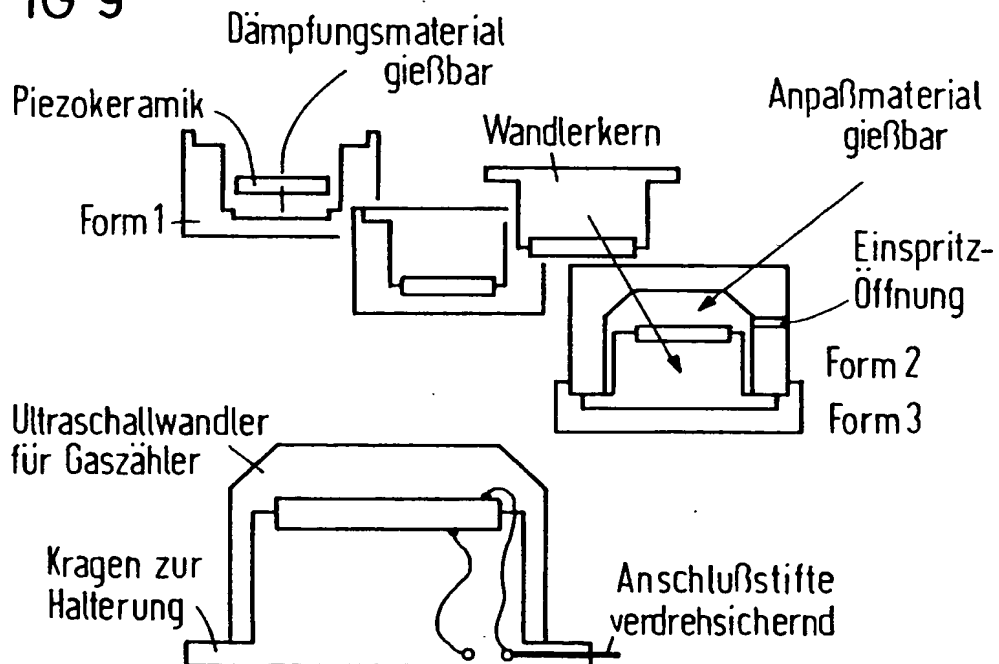 IG 9
Dämpfungsmaterial
gießbar
Piezokeramik
Wandlerkern
Anpaßmaterial
gießbar
Form 1
Einspritz-
Öffnung
Form 2
Form 3
Ultraschallwandler
für Gaszähler
Kragen zur
Halterung
Anschlußstifte
verdrehsichernd